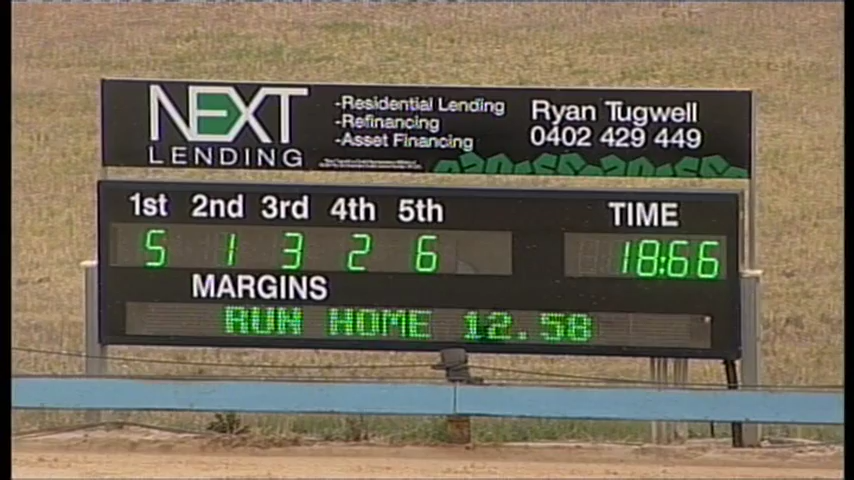 NEXT
LENDING
-Residential Lending
-Refinancing
-Asset Financing
Ryan Tugwell
0402 429 449
1st 2nd 3rd 4th 5th TIME
5 1 3 2 6 18:66
MARGINS
RUN HOME 12.58